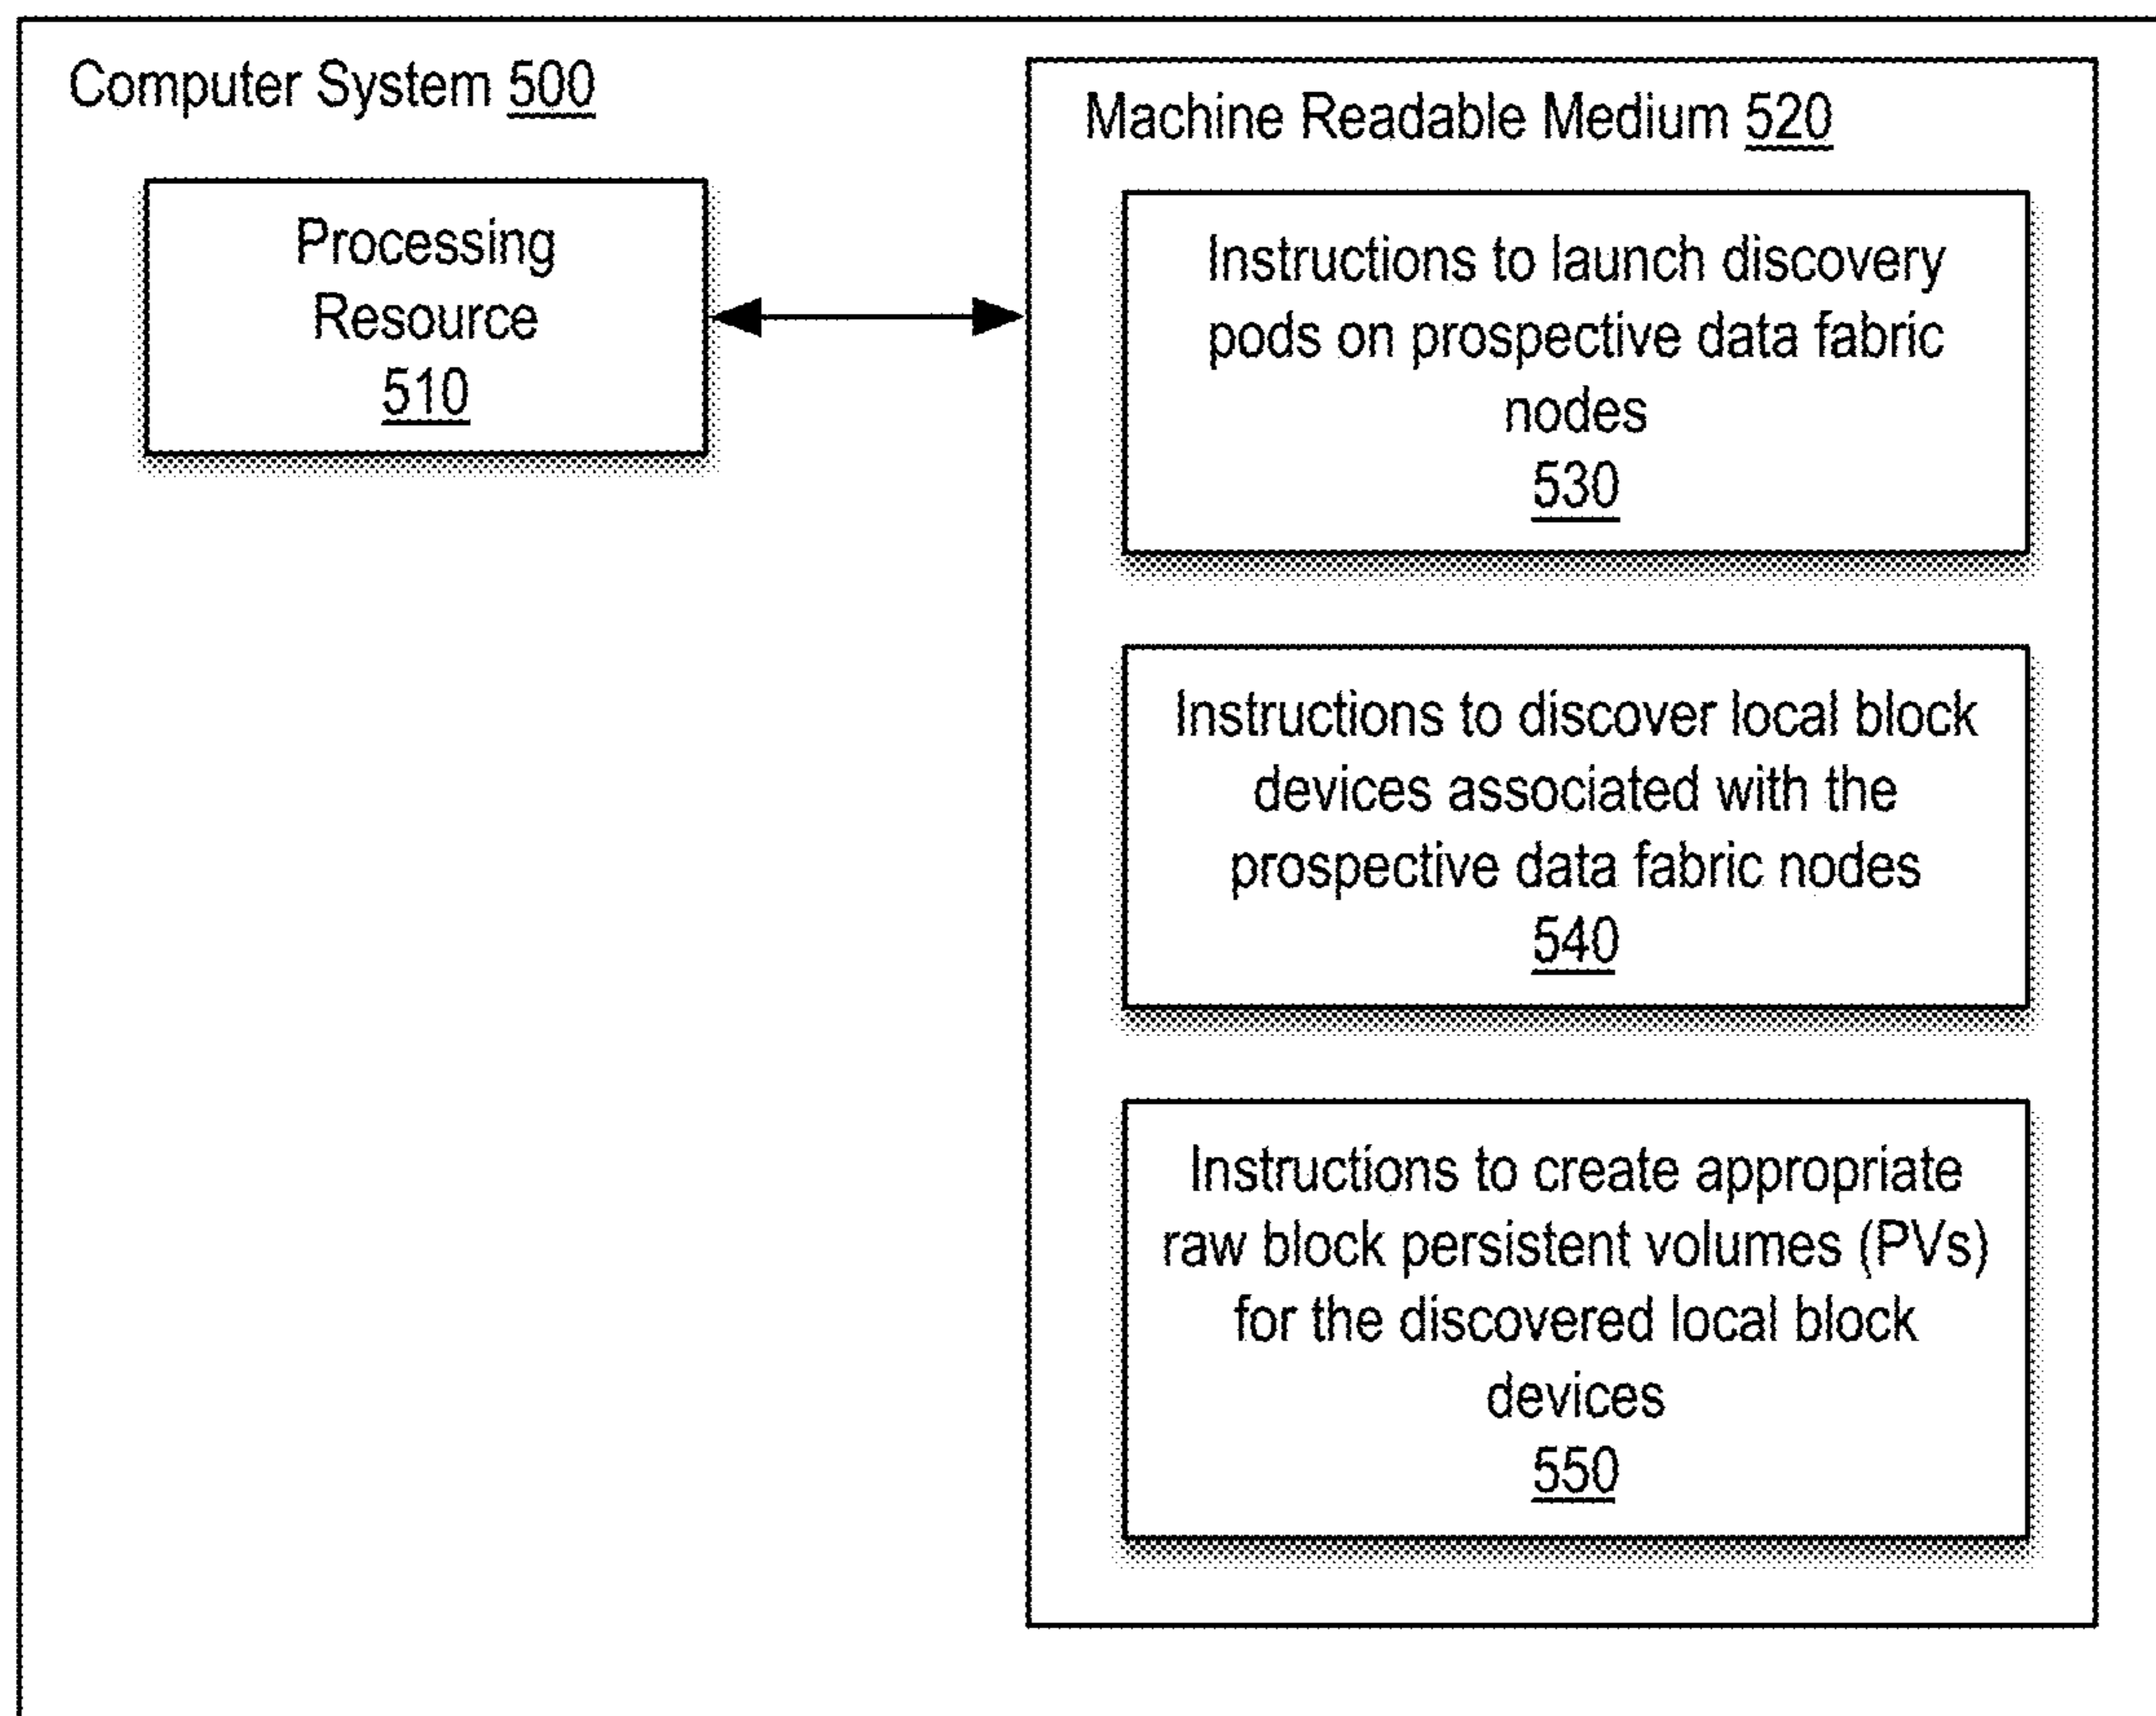 Computer System 500
Processing
Resource
510
Machine Readable Medium 520
Instructions to launch discovery
pods on prospective data fabric
nodes
530
Instructions to discover local block
devices associated with the
prospective data fabric nodes
540
Instructions to create appropriate
raw block persistent volumes (PVs)
for the discovered local block
devices
550